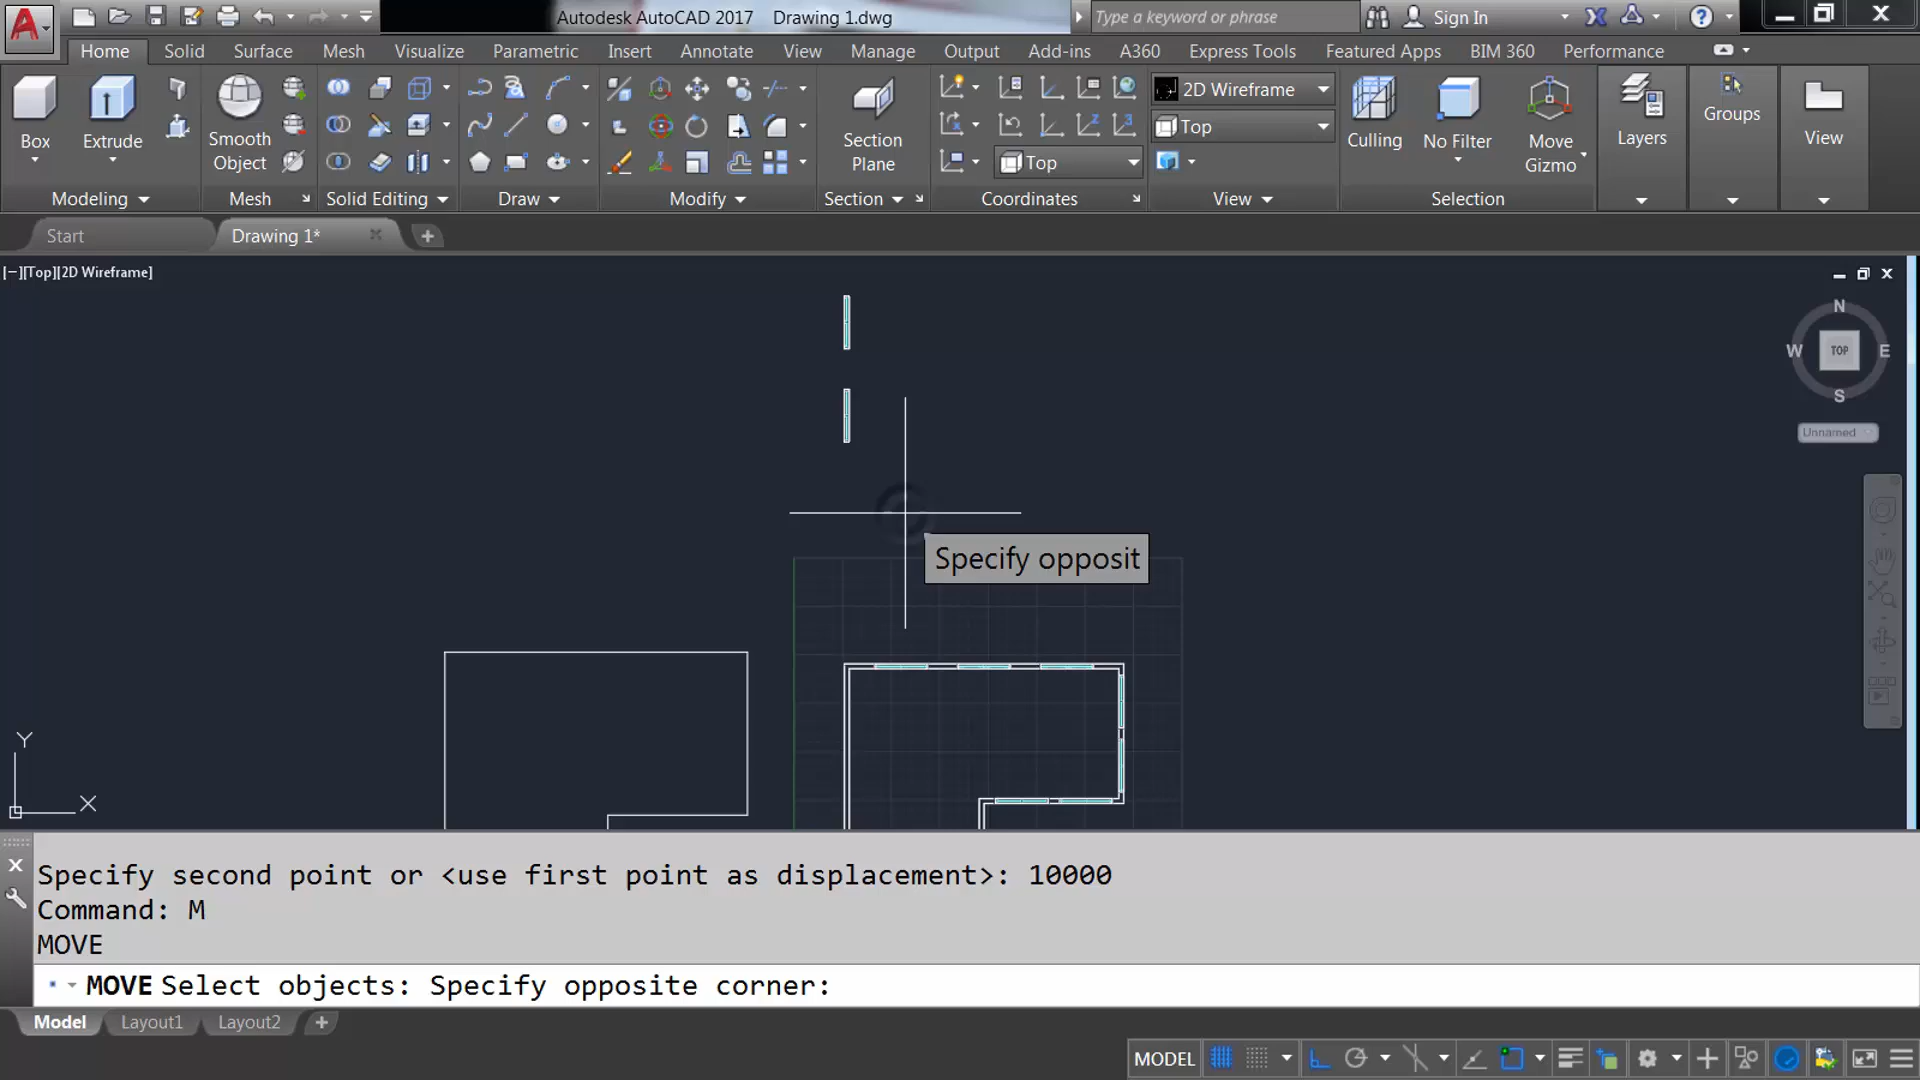 Autodesk AutoCAD 2017 Drawing 1.dwg
Type a keyword or phrase
Sign In
Home Solid Surface Mesh Visualize Parametric Insert Annotate View Manage Output Add-ins A360 Express Tools Featured Apps BIM 360 Performance
Box
Extrude
Smooth Object
Section Plane
2D Wireframe
Top
Top
Culling
No Filter
Move Gizmo
Layers
Groups
View
Modeling
Mesh
Solid Editing
Draw
Modify
Section
Coordinates
View
Selection
Start
Drawing 1*
[−][Top][2D Wireframe]
N
W
TOP
E
S
Unnamed
Specify opposit
Y
X
Specify second point or <use first point as displacement>: 10000
Command: M
MOVE
MOVE Select objects: Specify opposite corner:
Model Layout1 Layout2
MODEL